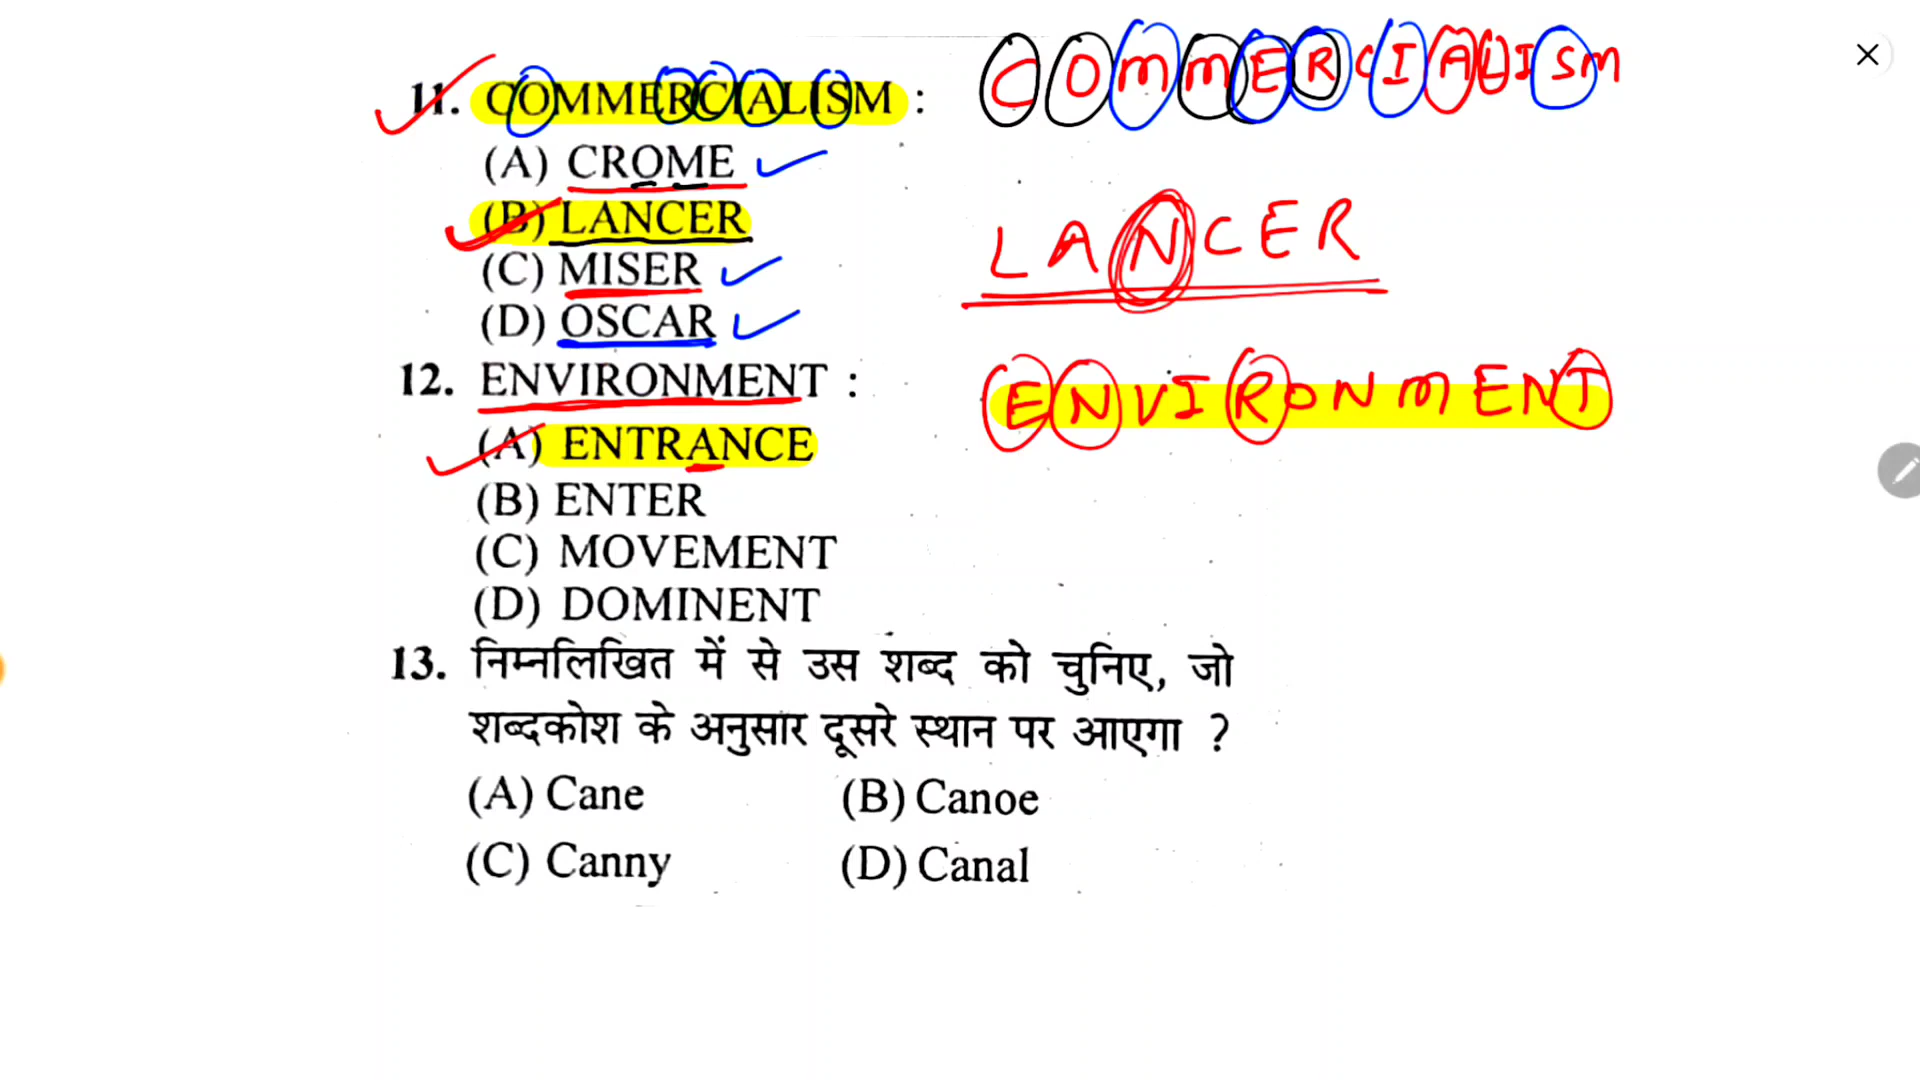 11. COMMERCIALISM :
COMMERCIALISM
(A) CROME
(B) LANCER
LANCER
(C) MISER
(D) OSCAR
12. ENVIRONMENT :
ENVIRONMENT
(A) ENTRANCE
(B) ENTER
(C) MOVEMENT
(D) DOMINENT
13. निम्नलिखित में से उस शब्द को चुनिए, जो
शब्दकोश के अनुसार दूसरे स्थान पर आएगा ?
(A) Cane (B) Canoe
(C) Canny (D) Canal